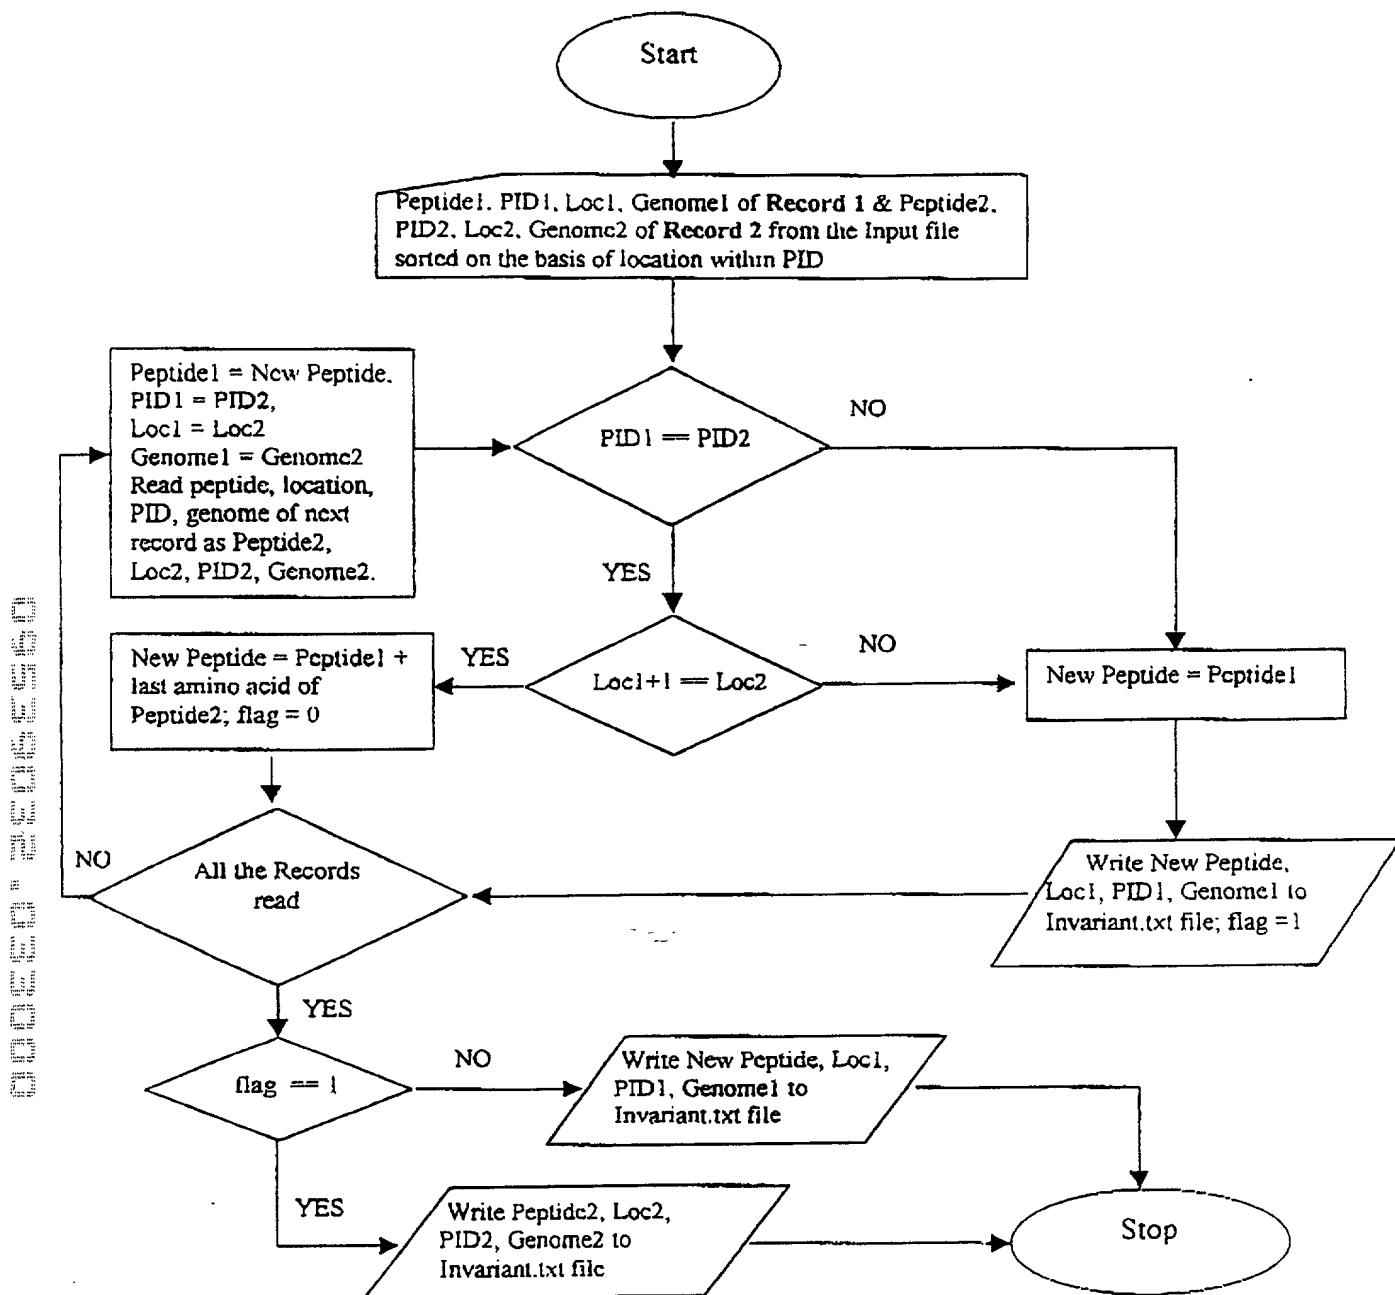 Start
Peptide1, PID1, Loc1, Genome1 of Record 1 & Peptide2,
PID2, Loc2, Genome2 of Record 2 from the Input file
sorted on the basis of location within PID
Peptide1 = New Peptide.
PID1 = PID2,
Loc1 = Loc2
Genome1 = Genome2
Read peptide, location,
PID, genome of next
record as Peptide2,
Loc2, PID2, Genome2.
PID1 == PID2
NO
YES
New Peptide = Peptide1 +
last amino acid of
Peptide2; flag = 0
YES
Loc1+1 == Loc2
NO
New Peptide = Peptide1
NO
All the Records
read
Write New Peptide,
Loc1, PID1, Genome1 to
Invariant.txt file; flag =1
YES
flag == 1
NO
Write New Peptide, Loc1,
PID1, Genome1 to
Invariant.txt file
YES
Write Peptide2, Loc2,
PID2, Genome2 to
Invariant.txt file
Stop